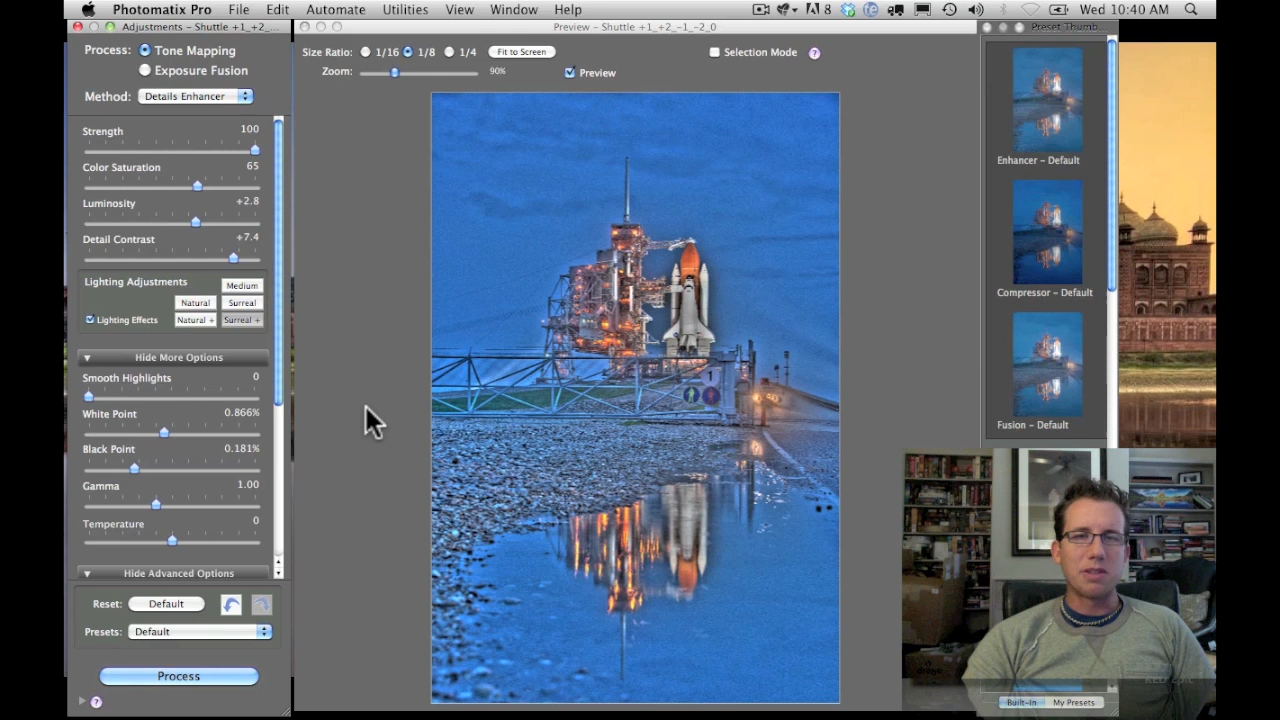 Photomatix Pro File Edit Automate Utilities View Window Help 8 Wed 10:40 AM
Adjustments – Shuttle +1_+2_...
Process: Tone Mapping
Exposure Fusion
Method: Details Enhancer
Strength 100
Color Saturation 65
Luminosity +2.8
Detail Contrast +7.4
Lighting Adjustments
Medium
Natural Surreal
Lighting Effects Natural + Surreal +
Hide More Options
Smooth Highlights 0
White Point 0.866%
Black Point 0.181%
Gamma 1.00
Temperature 0
Hide Advanced Options
Reset: Default
Presets: Default
Process
?
Preview – Shuttle +1_+2_-1_-2_0
Size Ratio: 1/16 1/8 1/4 Fit to Screen Selection Mode ?
Zoom: 90% Preview
1
Preset Thumb...
Enhancer – Default
Compressor – Default
Fusion – Default
Built-In My Presets